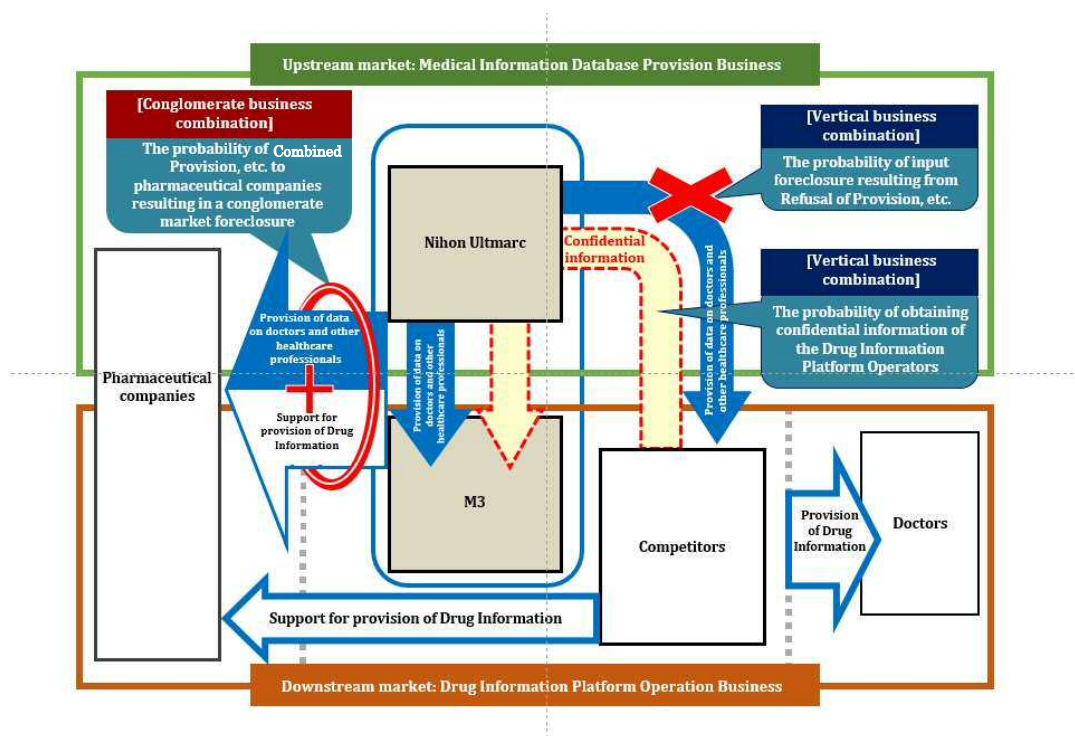 Upstream market: Medical Information Database Provision Business
[Conglomerate business
combination]
The probability of Combined
Provision, etc. to
pharmaceutical companies
resulting in a conglomerate
market foreclosure
[Vertical business
combination]
The probability of input
foreclosure resulting from
Refusal of Provision, etc.
Nihon Ultmarc
Confidential
information
Provision of data on doctors and
other healthcare professionals
[Vertical business
combination]
The probability of obtaining
confidential information of
the Drug Information
Platform Operators
Pharmaceutical
companies
Provision of data
on doctors and other
healthcare
professionals
Support for
provision of Drug
Information
Provision of data on
doctors and other
healthcare professionals
M3
Competitors
Provision
of Drug
Information
Doctors
Support for provision of Drug Information
Downstream market: Drug Information Platform Operation Business